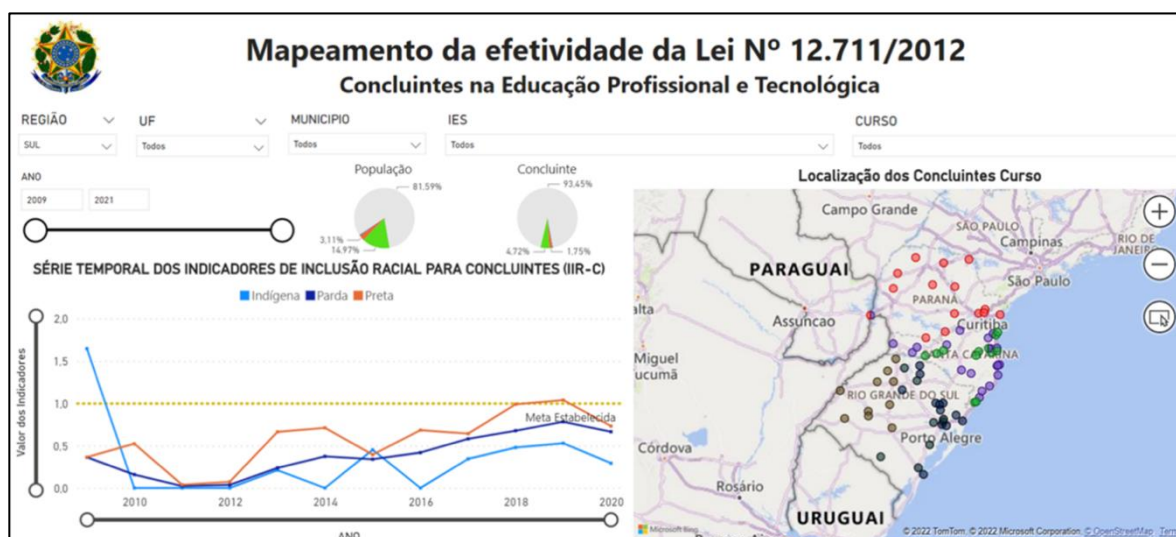 Mapeamento da efetividade da Lei Nº 12.711/2012
Concluintes na Educação Profissional e Tecnológica
REGIÃO
UF
MUNICIPIO
IES
CURSO
SUL
Todos
Todos
Todos
Todos
ANO
2009
2021
População
81.59%
3,11%
14.97%
Concluinte
93.45%
4.72%
1.75%
SÉRIE TEMPORAL DOS INDICADORES DE INCLUSÃO RACIAL PARA CONCLUINTES (IIR-C)
Indígena Parda Preta
Valor dos Indicadores
2.0
1.5
1.0
0.5
0.0
Meta Estabelecida
2010 2012 2014 2016 2018 2020
ANO
Localização dos Concluintes Curso
Campo Grande
SÃO PAULO
Campinas
RIO DE
JANEIRO
São Paulo
PARAGUAI
PARANÁ
Assuncao
Curitiba
alta
Miguel
ucumã
NTA CATARINA
RIO GRANDE DO SUL
Porto Alegre
Córdova
Rosário
URUGUAI
Microsoft Bing
© 2022 TomTom, © 2022 Microsoft Corporation, © OpenStreetMap